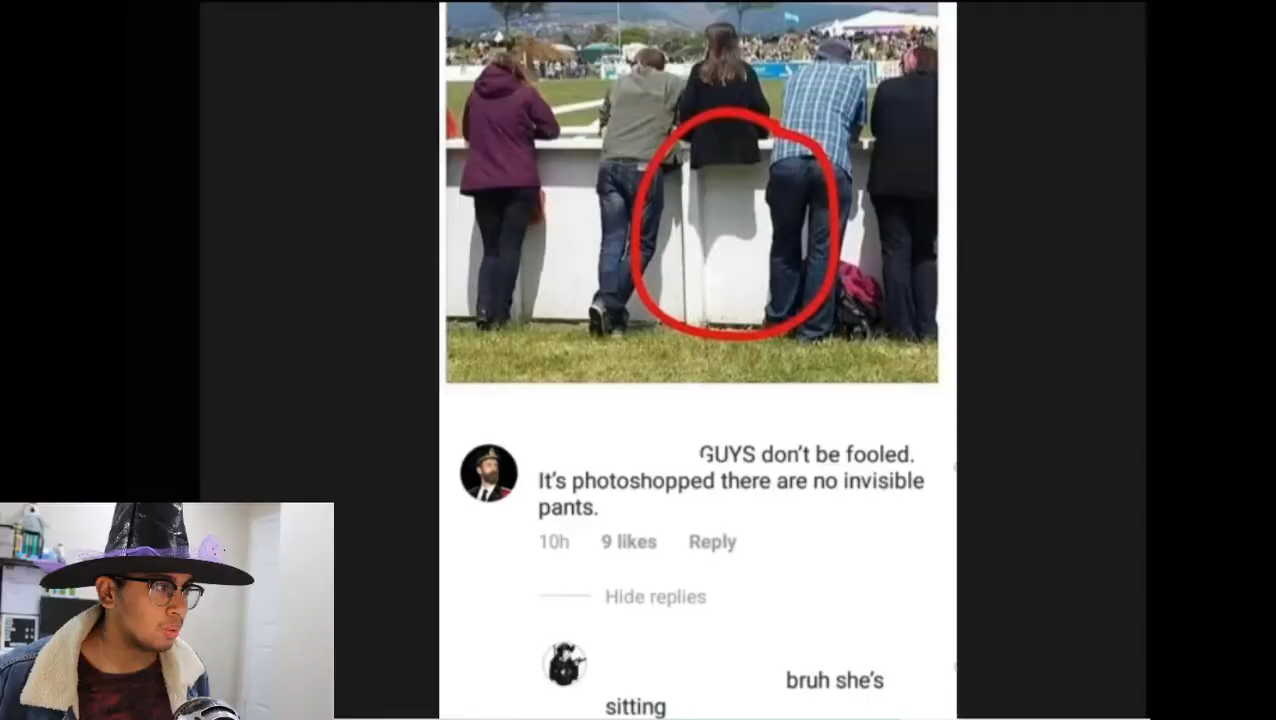 GUYS don't be fooled.
It's photoshopped there are no invisible
pants.
10h 9 likes Reply
Hide replies
bruh she's
sitting